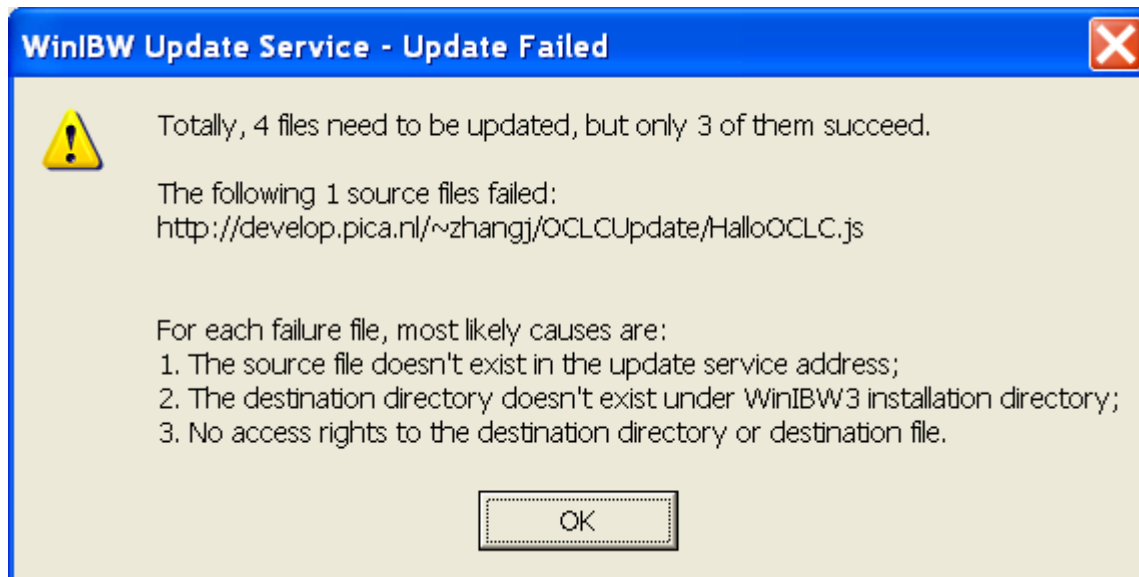 WinIBW Update Service - Update Failed
Totally, 4 files need to be updated, but only 3 of them succeed.
The following 1 source files failed:
http://develop.pica.nl/~zhangj/OCLCUpdate/HalloOCLC.js
For each failure file, most likely causes are:
1. The source file doesn't exist in the update service address;
2. The destination directory doesn't exist under WinIBW3 installation directory;
3. No access rights to the destination directory or destination file.
OK